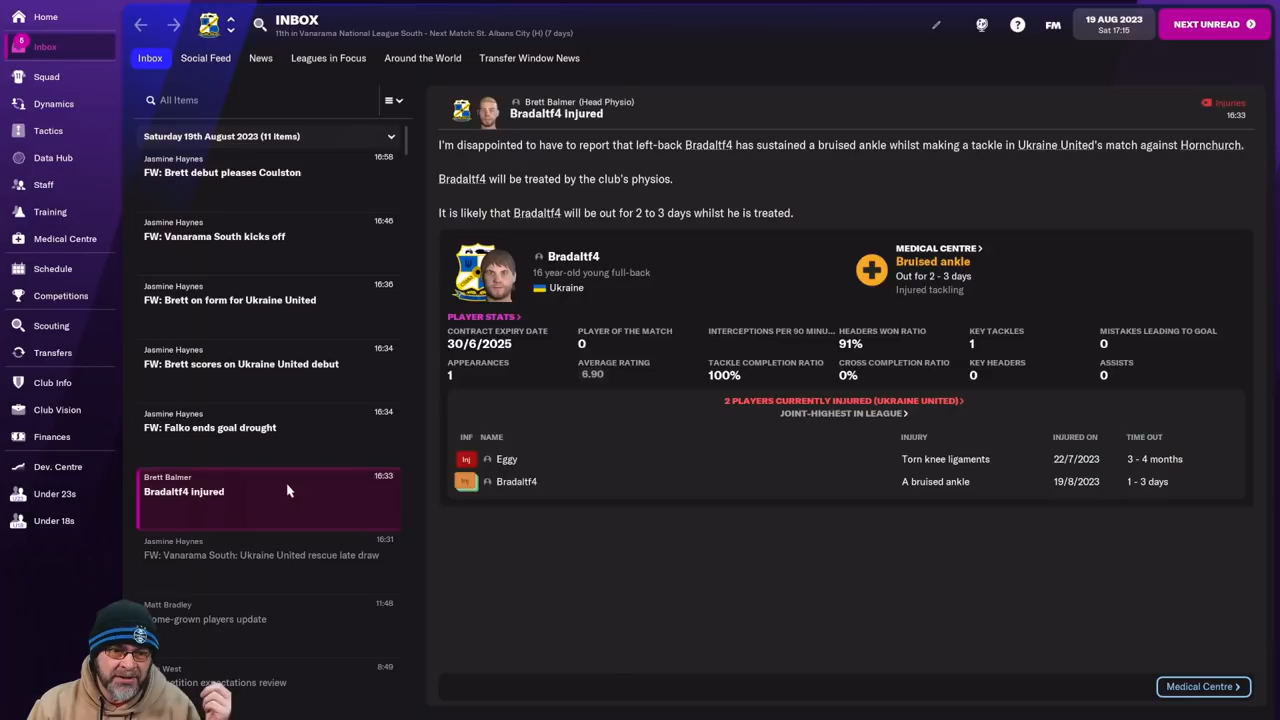 Home
Inbox
Squad
Dynamics
Tactics
Data Hub
Staff
Training
Medical Centre
Schedule
Competitions
Scouting
Transfers
Club Info
Club Vision
Finances
Dev. Centre
Under 23s
Under 18s
INBOX
11th in Vanarama National League South - Next Match: St. Albans City (H) (7 days)
FM
19 AUG 2023
Sat 17:15
NEXT UNREAD
Inbox Social Feed News Leagues in Focus Around the World Transfer Window News
All Items
Saturday 19th August 2023 (11 items)
Jasmine Haynes 16:58
FW: Brett debut pleases Coulston
Jasmine Haynes 16:46
FW: Vanarama South kicks off
Jasmine Haynes 16:36
FW: Brett on form for Ukraine United
Jasmine Haynes 16:34
FW: Brett scores on Ukraine United debut
Jasmine Haynes 16:34
FW: Falko ends goal drought
Brett Balmer 16:33
Bradaltf4 injured
Jasmine Haynes 16:31
FW: Vanarama South: Ukraine United rescue late draw
Matt Bradley 11:48
ome-grown players update
West 8:49
etition expectations review
Brett Balmer (Head Physio)
Bradaltf4 Injured
Injuries
16:33
I'm disappointed to have to report that left-back Bradaltf4 has sustained a bruised ankle whilst making a tackle in Ukraine United's match against Hornchurch.
Bradaltf4 will be treated by the club's physios.
It is likely that Bradaltf4 will be out for 2 to 3 days whilst he is treated.
Bradaltf4
16 year-old young full-back
Ukraine
MEDICAL CENTRE
Bruised ankle
Out for 2 - 3 days
Injured tackling
PLAYER STATS
CONTRACT EXPIRY DATE PLAYER OF THE MATCH INTERCEPTIONS PER 90 MINU... HEADERS WON RATIO KEY TACKLES MISTAKES LEADING TO GOAL
30/6/2025 0 91% 1 0
APPEARANCES AVERAGE RATING TACKLE COMPLETION RATIO CROSS COMPLETION RATIO KEY HEADERS ASSISTS
1 6.90 100% 0% 0 0
2 PLAYERS CURRENTLY INJURED (UKRAINE UNITED)
JOINT-HIGHEST IN LEAGUE
INF NAME INJURY INJURED ON TIME OUT
Inj Eggy Torn knee ligaments 22/7/2023 3 - 4 months
Inj Bradaltf4 A bruised ankle 19/8/2023 1 - 3 days
Medical Centre